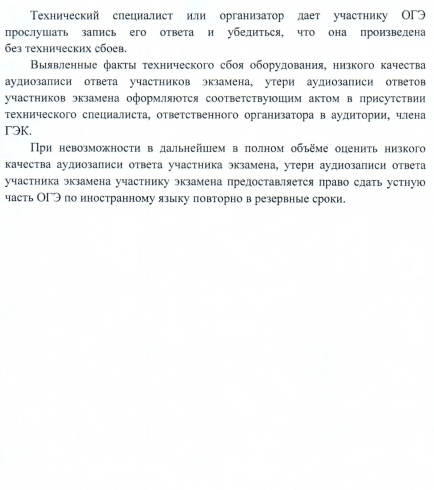 Технический специалист или организатор дает участнику ОГЭ
прослушать запись его ответа и убедиться, что она произведена
без технических сбоев.
Выявленные факты технического сбоя оборудования, низкого качества
аудиозаписи ответа участников экзамена, утери аудиозаписи ответов
участников экзамена оформляются соответствующим актом в присутствии
технического специалиста, ответственного организатора в аудитории, члена
ГЭК.
При невозможности в дальнейшем в полном объёме оценить низкого
качества аудиозаписи ответа участника экзамена, утери аудиозаписи ответа
участника экзамена участнику экзамена предоставляется право сдать устную
часть ОГЭ по иностранному языку повторно в резервные сроки.